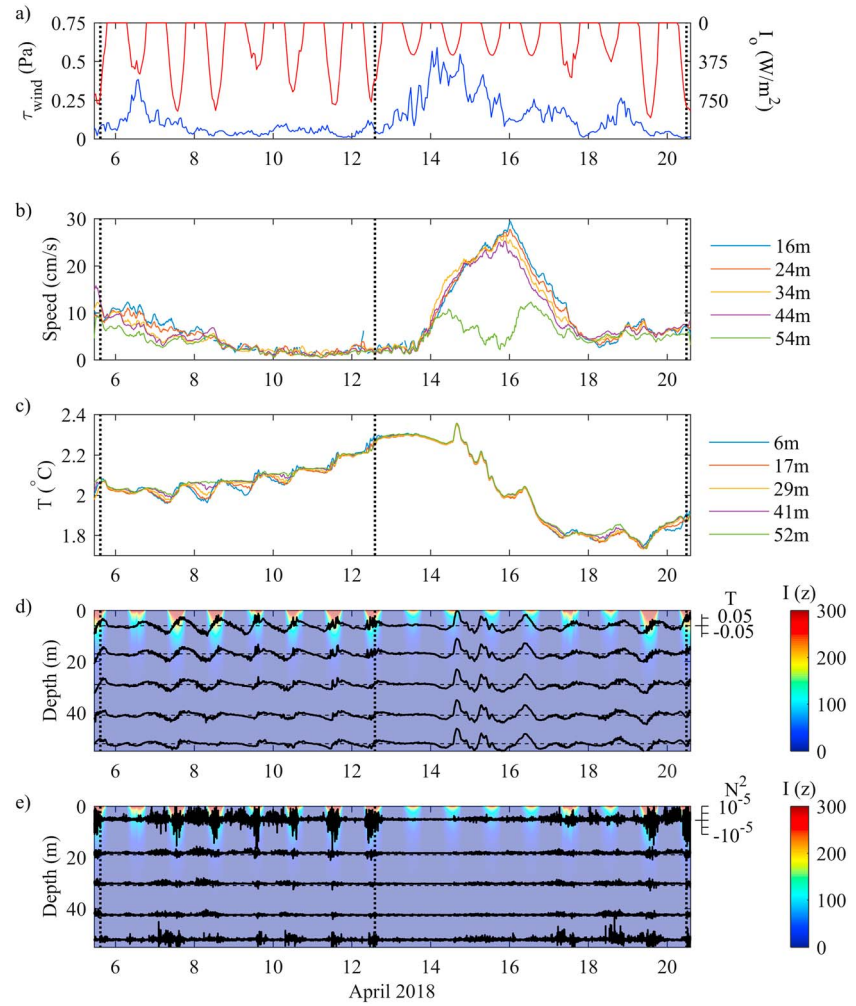 a)
0.75
0.5
0.25
0
τwind (Pa)
0
375
750
Io (W/m²)
6 8 10 12 14 16 18 20
b)
30
20
10
0
Speed (cm/s)
6 8 10 12 14 16 18 20
16m
24m
34m
44m
54m
c)
2.4
2.2
2
1.8
T (°C)
6 8 10 12 14 16 18 20
6m
17m
29m
41m
52m
d)
0
20
40
Depth (m)
6 8 10 12 14 16 18 20
T
0.05
-0.05
I (z)
300
200
100
0
e)
0
20
40
Depth (m)
6 8 10 12 14 16 18 20
N²
10⁻⁵
-10⁻⁵
I (z)
300
200
100
0
April 2018